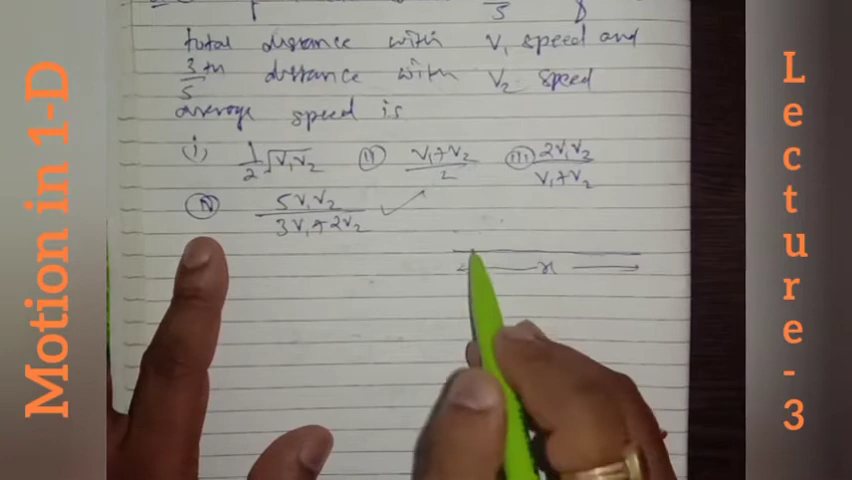 Motion in 1-D
5
total distance with V₁ speed and
3/5 th distance with V₂ speed
average speed is
(i) 1/2 √V₁V₂ (ii) V₁+V₂/2 (iii) 2V₁V₂/V₁+V₂
(iv) 5V₁V₂/3V₁+2V₂ ✓
x
Lecture-3